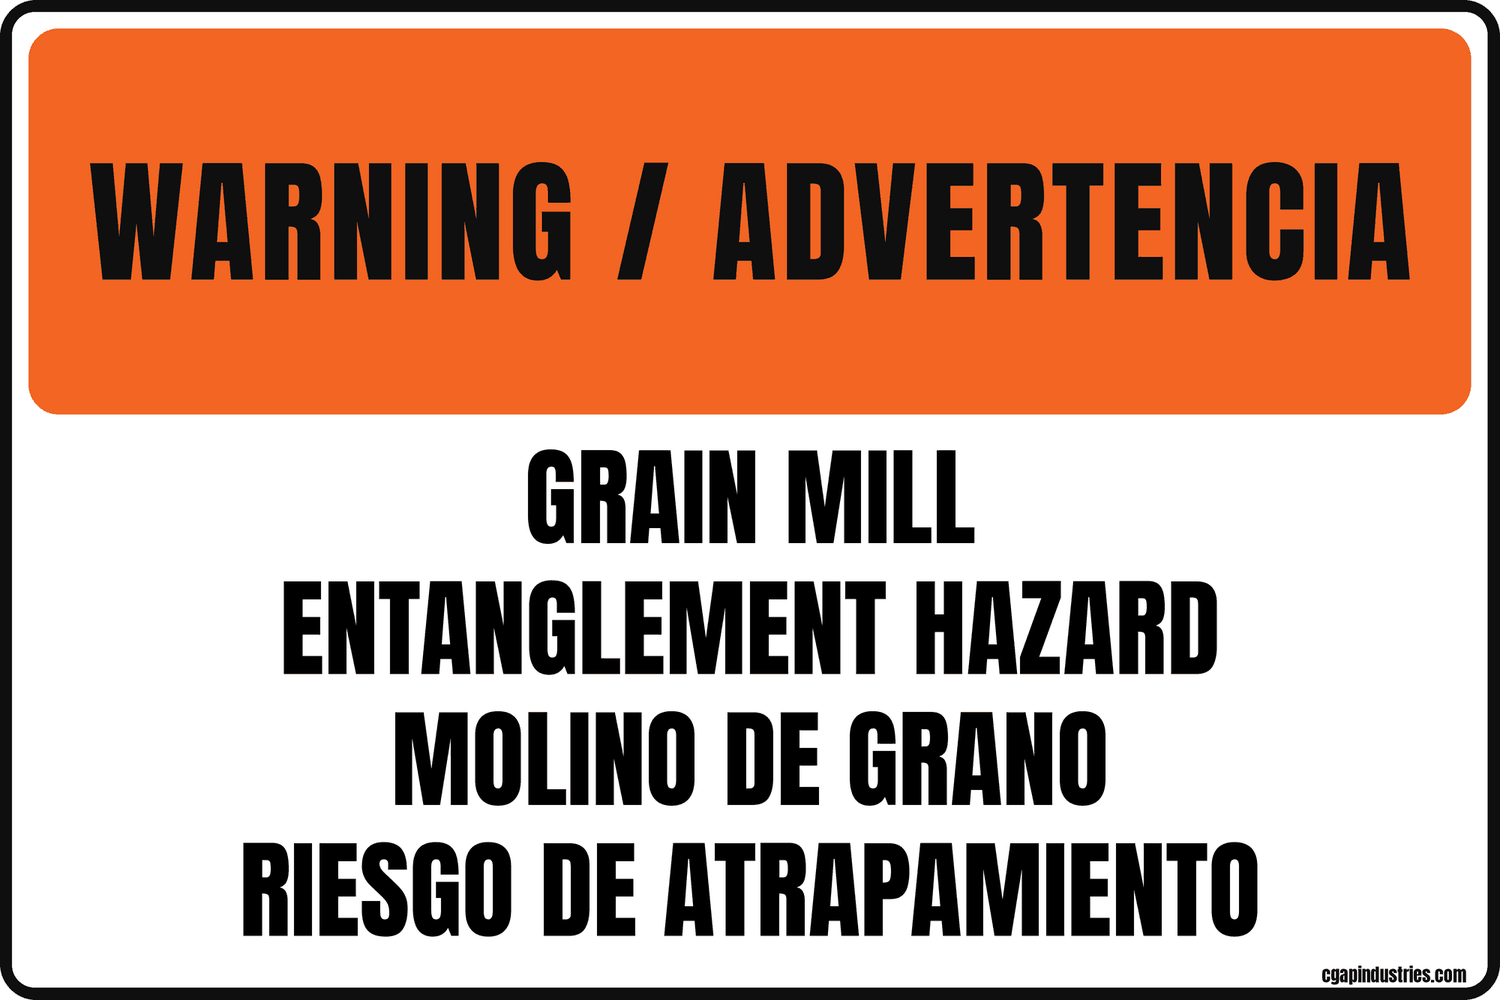 WARNING / ADVERTENCIA
GRAIN MILL
ENTANGLEMENT HAZARD
MOLINO DE GRANO
RIESGO DE ATRAPAMIENTO
cgapindustries.com